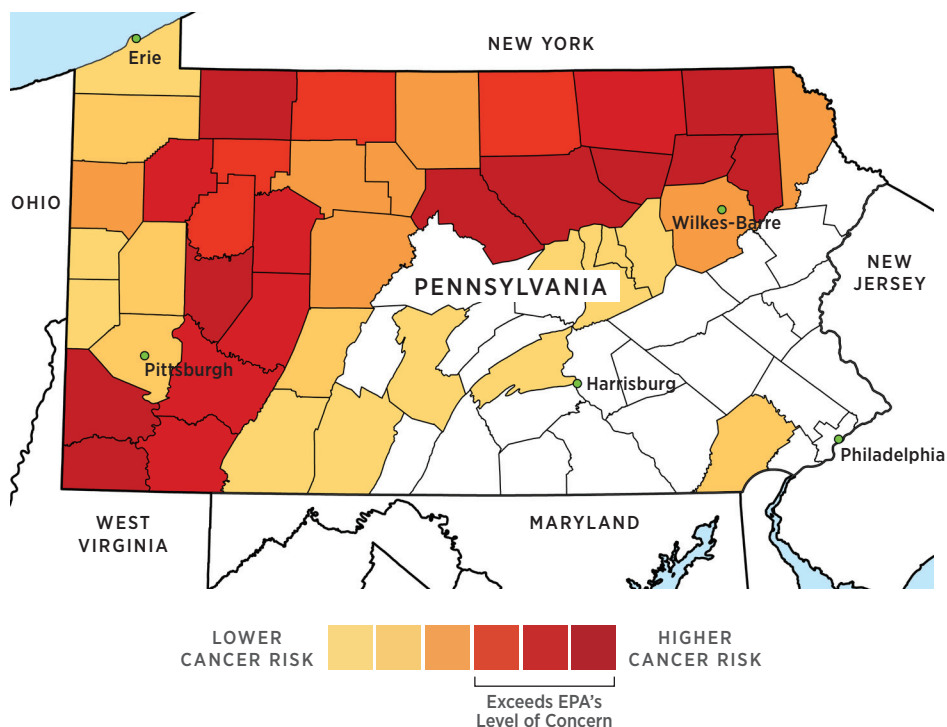 NEW YORK
Erie
OHIO
Wilkes-Barre
NEW
JERSEY
PENNSYLVANIA
Pittsburgh
Harrisburg
Philadelphia
WEST
VIRGINIA
MARYLAND
LOWER
CANCER RISK
HIGHER
CANCER RISK
Exceeds EPA's
Level of Concern